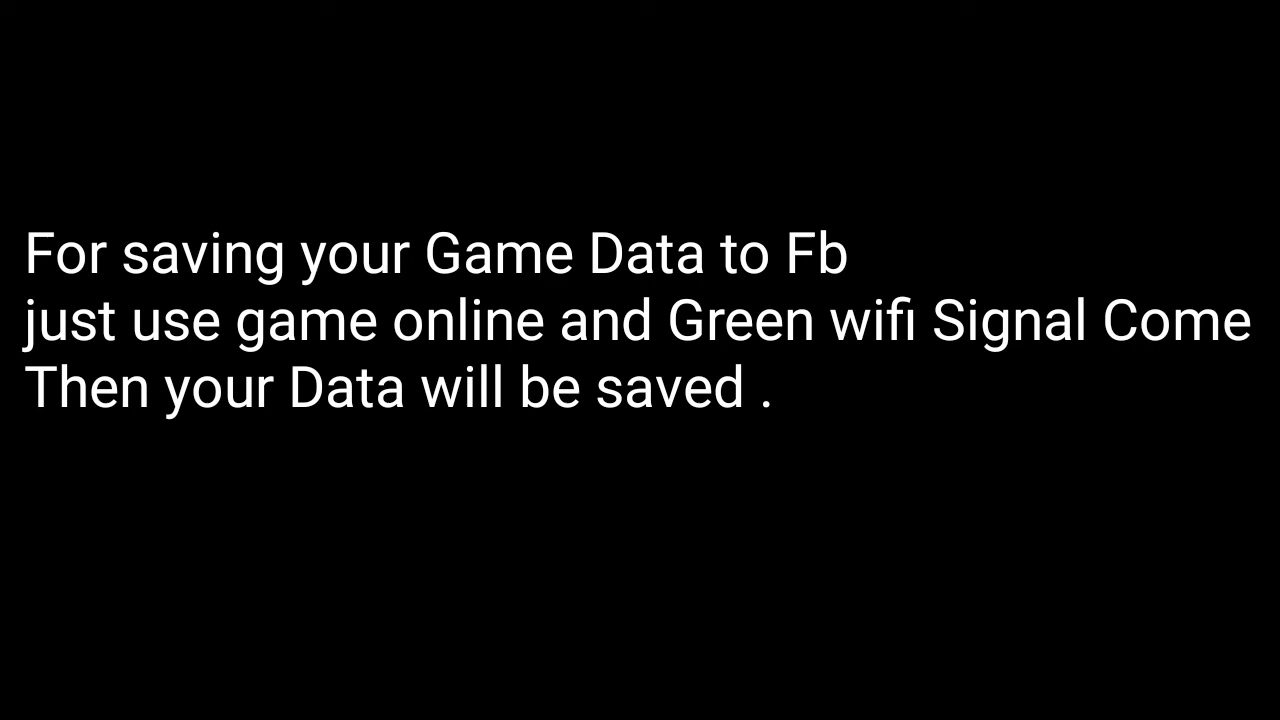 For saving your Game Data to Fb
just use game online and Green wifi Signal Come
Then your Data will be saved .